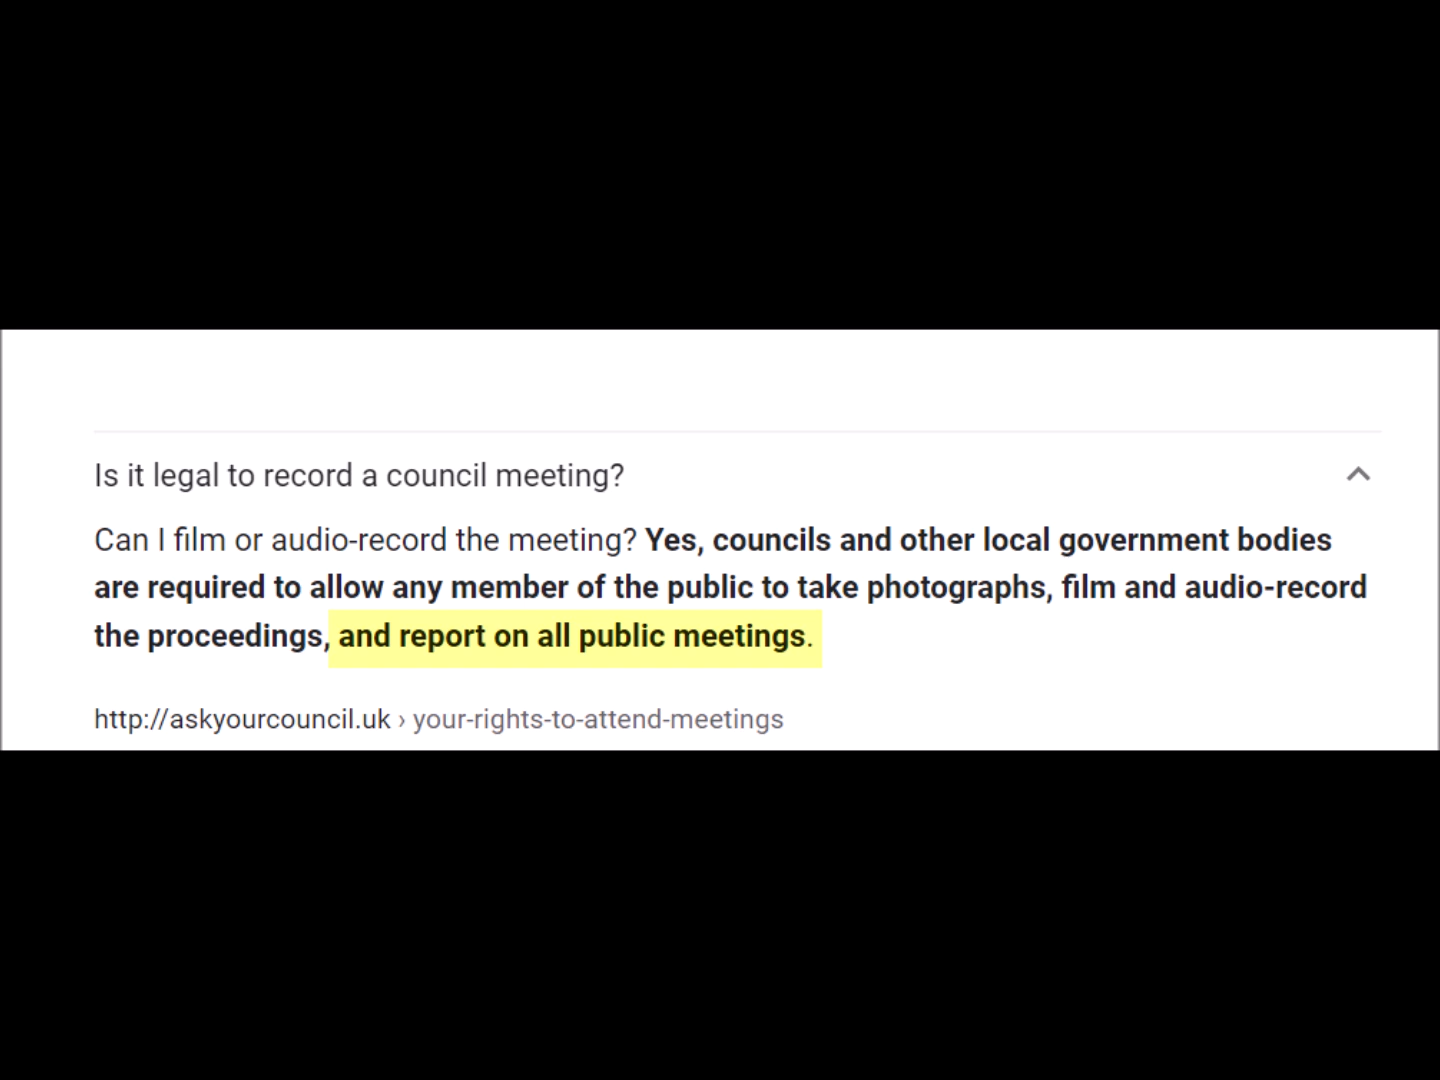 Is it legal to record a council meeting?
Can I film or audio-record the meeting? Yes, councils and other local government bodies
are required to allow any member of the public to take photographs, film and audio-record
the proceedings, and report on all public meetings.
http://askyourcouncil.uk › your-rights-to-attend-meetings